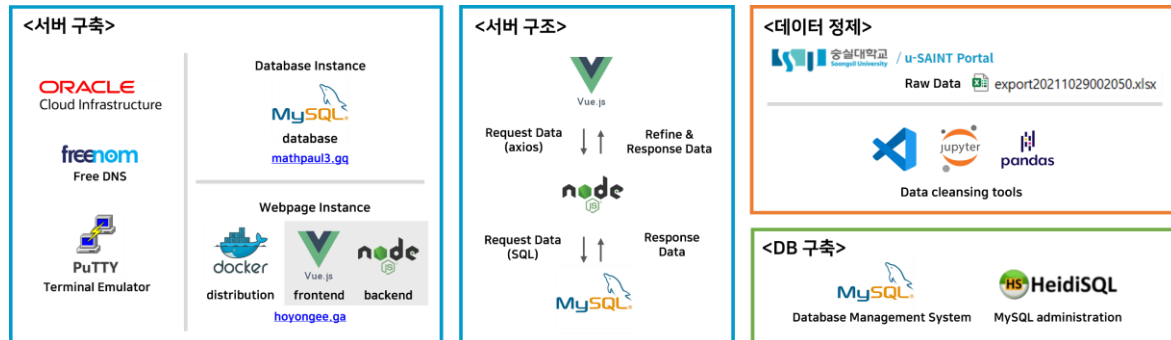 <서버 구축>
ORACLE
Cloud Infrastructure
freenom
Free DNS
PuTTY
Terminal Emulator
Database Instance
MySQL
database
mathpaul3.gq
Webpage Instance
docker
distribution
Vue.js
frontend
node
JS
backend
hoyongee.ga
<서버 구조>
Vue.js
Request Data
(axios)
Refine &
Response Data
node
JS
Request Data
(SQL)
Response
Data
MySQL
<데이터 정제>
숭실대학교
Soongsil University
/ u-SAINT Portal
Raw Data
export20211029002050.xlsx
jupyter
pandas
Data cleansing tools
<DB 구축>
MySQL
Database Management System
HS HeidiSQL
MySQL administration